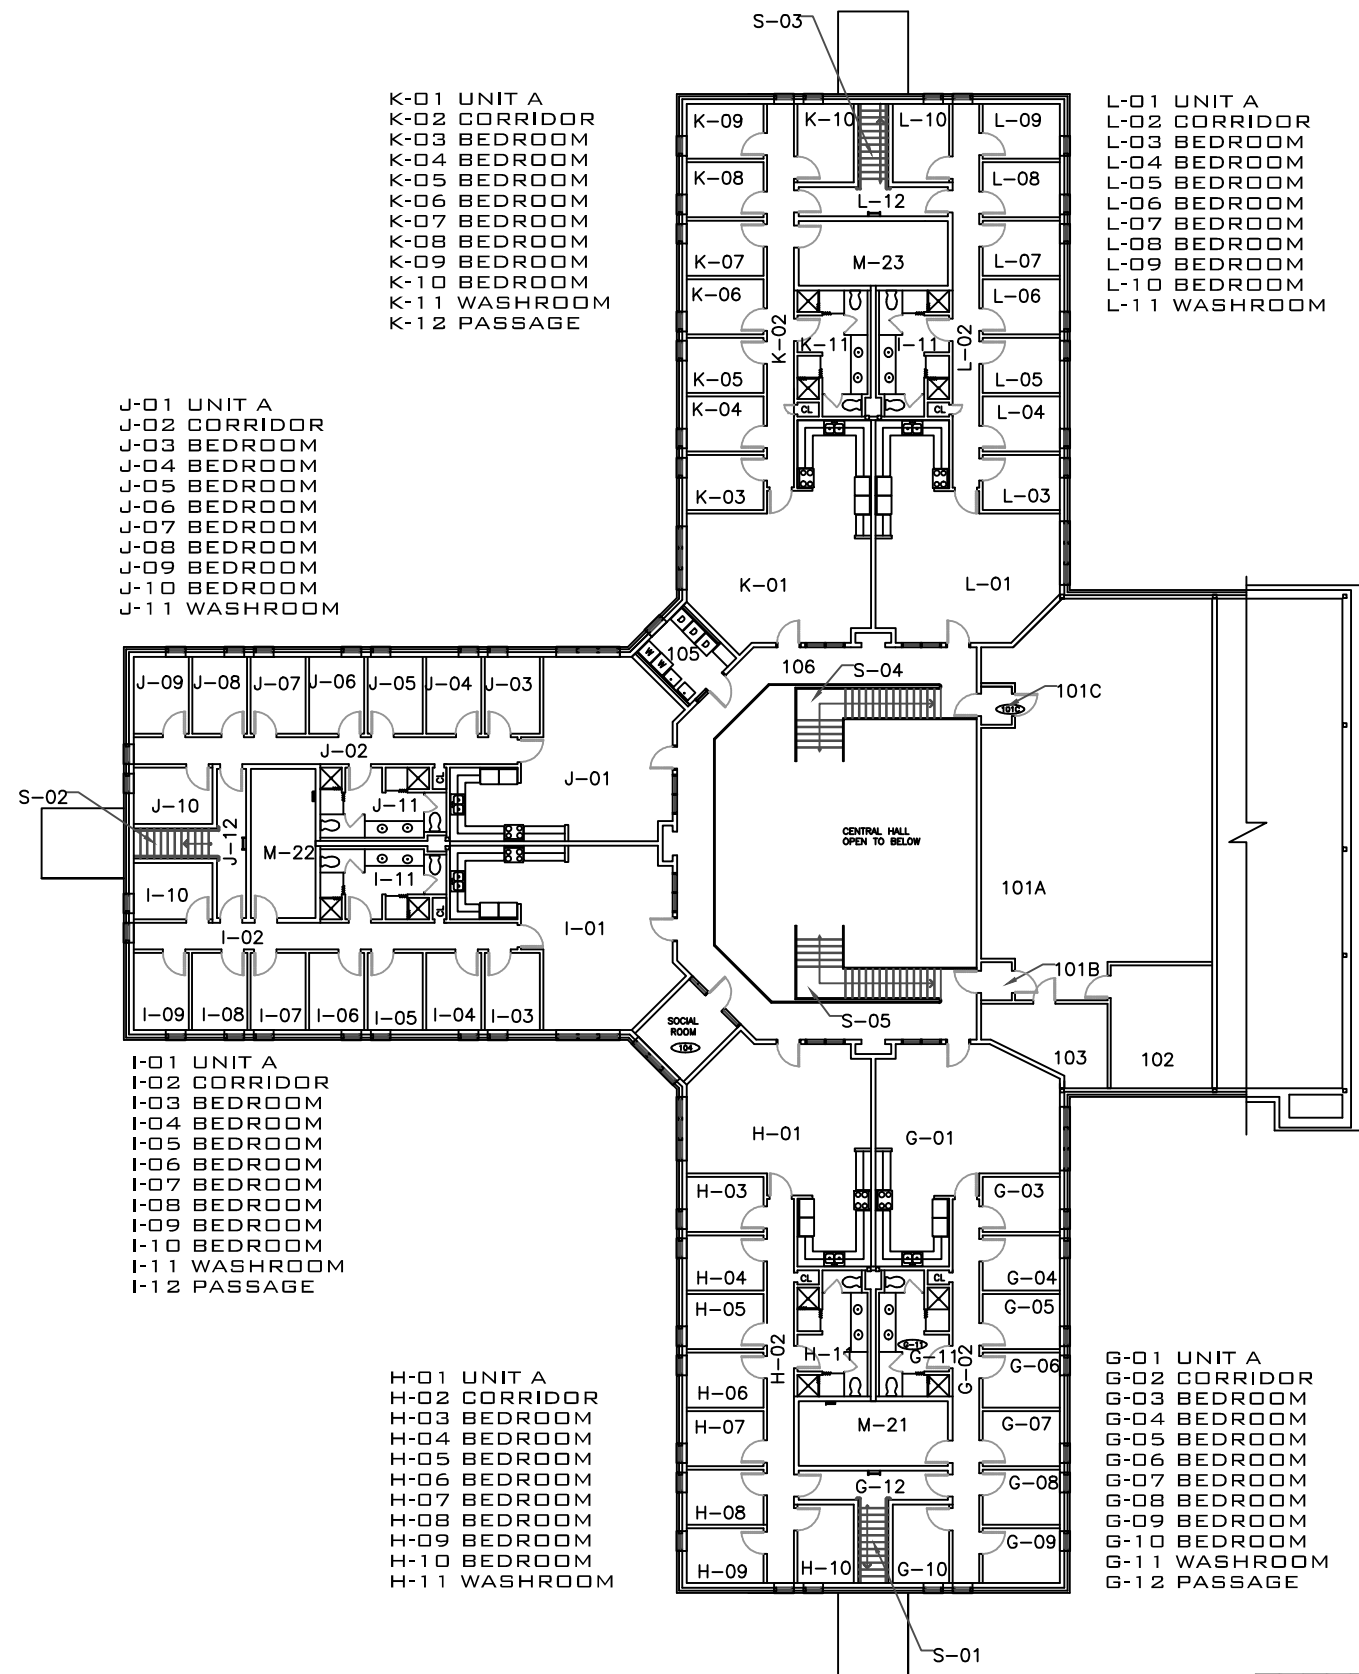 S-03
K-01 UNIT A
K-02 CORRIDOR
K-03 BEDROOM
K-04 BEDROOM
K-05 BEDROOM
K-06 BEDROOM
K-07 BEDROOM
K-08 BEDROOM
K-09 BEDROOM
K-10 BEDROOM
K-11 WASHROOM
K-12 PASSAGE
L-01 UNIT A
L-02 CORRIDOR
L-03 BEDROOM
L-04 BEDROOM
L-05 BEDROOM
L-06 BEDROOM
L-07 BEDROOM
L-08 BEDROOM
L-09 BEDROOM
L-10 BEDROOM
L-11 WASHROOM
K-09
K-10
L-10
L-09
K-08
L-08
L-12
K-07
M-23
L-07
K-06
L-06
K-02
K-11
I-11
L-02
K-05
L-05
K-04
CL
CL
L-04
K-03
L-03
K-01
L-01
J-01 UNIT A
J-02 CORRIDOR
J-03 BEDROOM
J-04 BEDROOM
J-05 BEDROOM
J-06 BEDROOM
J-07 BEDROOM
J-08 BEDROOM
J-09 BEDROOM
J-10 BEDROOM
J-11 WASHROOM
D D D
W W
105
106
S-04
101C
101C
J-09
J-08
J-07
J-06
J-05
J-04
J-03
J-02
J-01
CL
S-02
J-10
J-11
J-12
M-22
CENTRAL HALL
OPEN TO BELOW
I-10
I-11
101A
CL
I-02
I-01
101B
I-09
I-08
I-07
I-06
I-05
I-04
I-03
SOCIAL
ROOM
104
S-05
103
102
I-01 UNIT A
I-02 CORRIDOR
I-03 BEDROOM
I-04 BEDROOM
I-05 BEDROOM
I-06 BEDROOM
I-07 BEDROOM
I-08 BEDROOM
I-09 BEDROOM
I-10 BEDROOM
I-11 WASHROOM
I-12 PASSAGE
H-01
G-01
H-03
G-03
H-04
CL
CL
G-04
H-05
G-05
H-02
H-11
G-11
G-11
G-02
G-06
H-06
H-07
M-21
G-07
G-12
G-08
H-08
G-09
H-09
H-10
G-10
H-01 UNIT A
H-02 CORRIDOR
H-03 BEDROOM
H-04 BEDROOM
H-05 BEDROOM
H-06 BEDROOM
H-07 BEDROOM
H-08 BEDROOM
H-09 BEDROOM
H-10 BEDROOM
H-11 WASHROOM
G-01 UNIT A
G-02 CORRIDOR
G-03 BEDROOM
G-04 BEDROOM
G-05 BEDROOM
G-06 BEDROOM
G-07 BEDROOM
G-08 BEDROOM
G-09 BEDROOM
G-10 BEDROOM
G-11 WASHROOM
G-12 PASSAGE
S-01